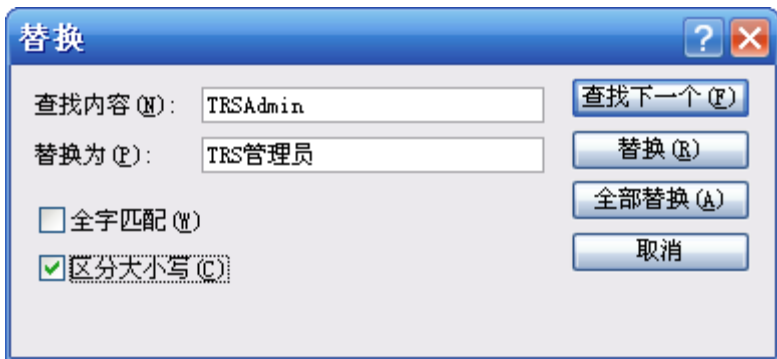 替换
查找内容(N): TRSAdmin
查找下一个(F)
替换为(P): TRS管理员
替换(R)
全部替换(A)
全字匹配(W)
区分大小写(C)
取消